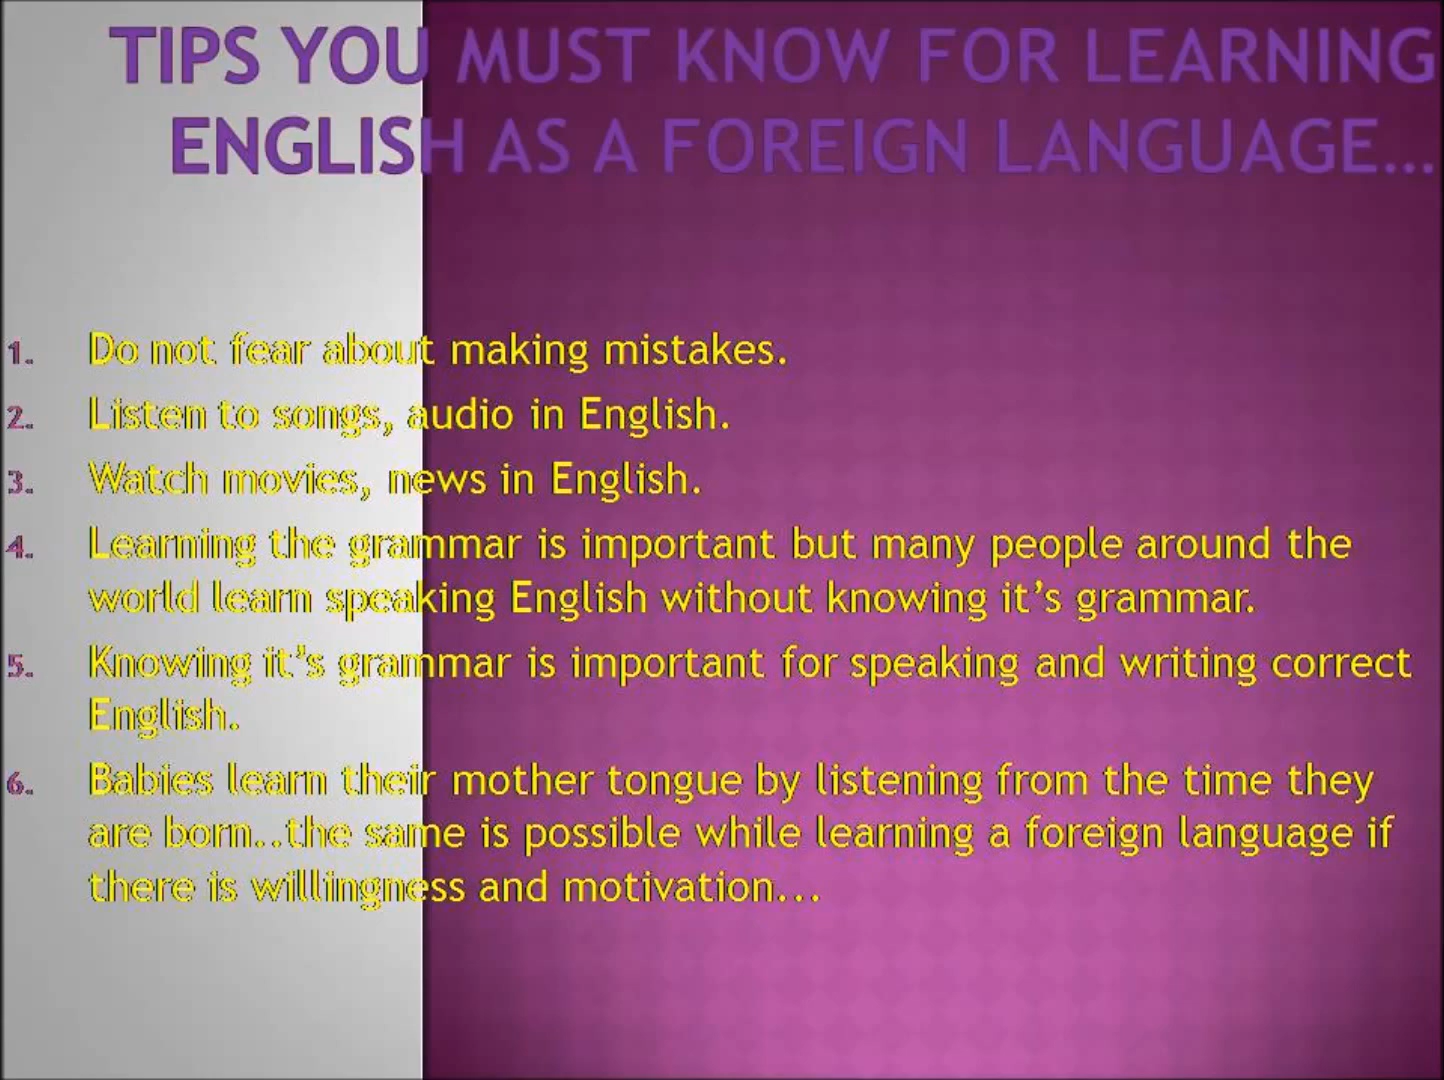 TIPS YOU MUST KNOW FOR LEARNING
ENGLISH AS A FOREIGN LANGUAGE...
1. Do not fear about making mistakes.
2. Listen to songs, audio in English.
3. Watch movies, news in English.
4. Learning the grammar is important but many people around the
world learn speaking English without knowing it’s grammar.
5. Knowing it’s grammar is important for speaking and writing correct
English.
6. Babies learn their mother tongue by listening from the time they
are born..the same is possible while learning a foreign language if
there is willingness and motivation...